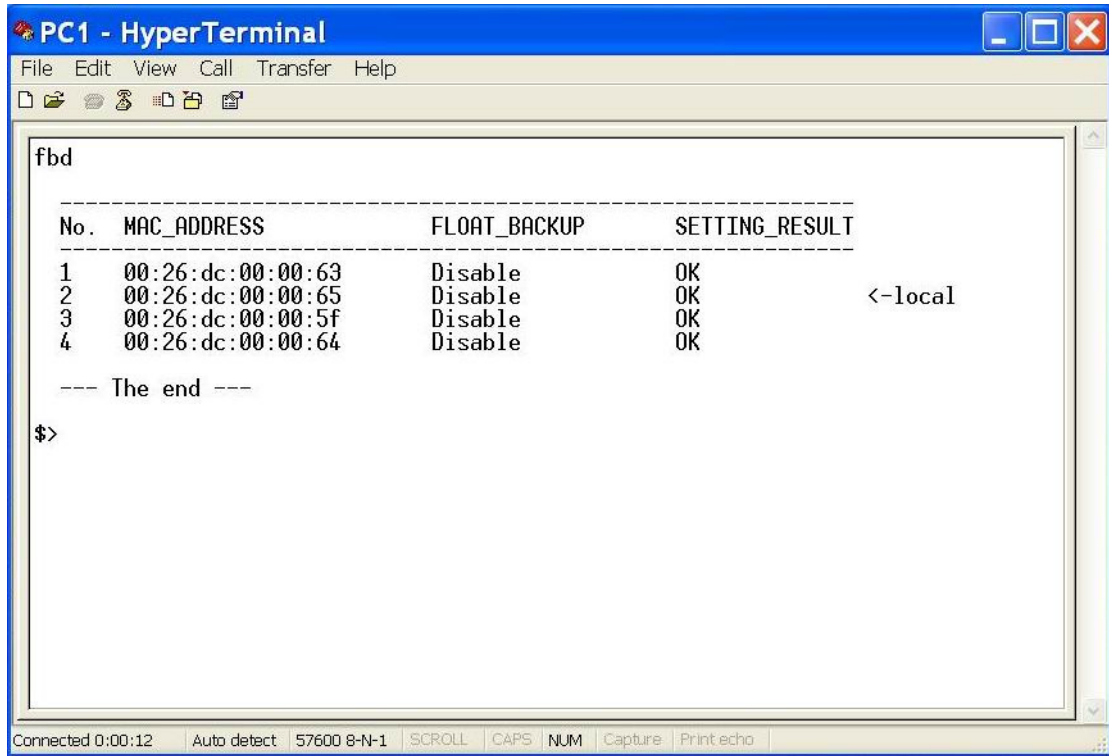 PC1 - HyperTerminal
File Edit View Call Transfer Help
fbd
--------------------------------------------------------------------
No. MAC_ADDRESS FLOAT_BACKUP SETTING_RESULT
--------------------------------------------------------------------
1 00:26:dc:00:00:63 Disable OK
2 00:26:dc:00:00:65 Disable OK <-local
3 00:26:dc:00:00:5f Disable OK
4 00:26:dc:00:00:64 Disable OK
--- The end ---
$>
Connected 0:00:12 Auto detect 57600 8-N-1 SCROLL CAPS NUM Capture Print echo